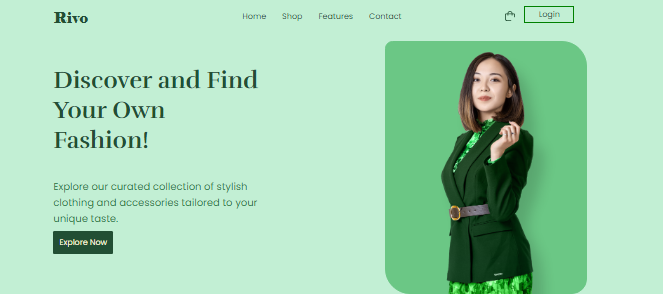 Rivo
Home Shop Features Contact
Login
Discover and Find
Your Own
Fashion!
Explore our curated collection of stylish
clothing and accessories tailored to your
unique taste.
Explore Now